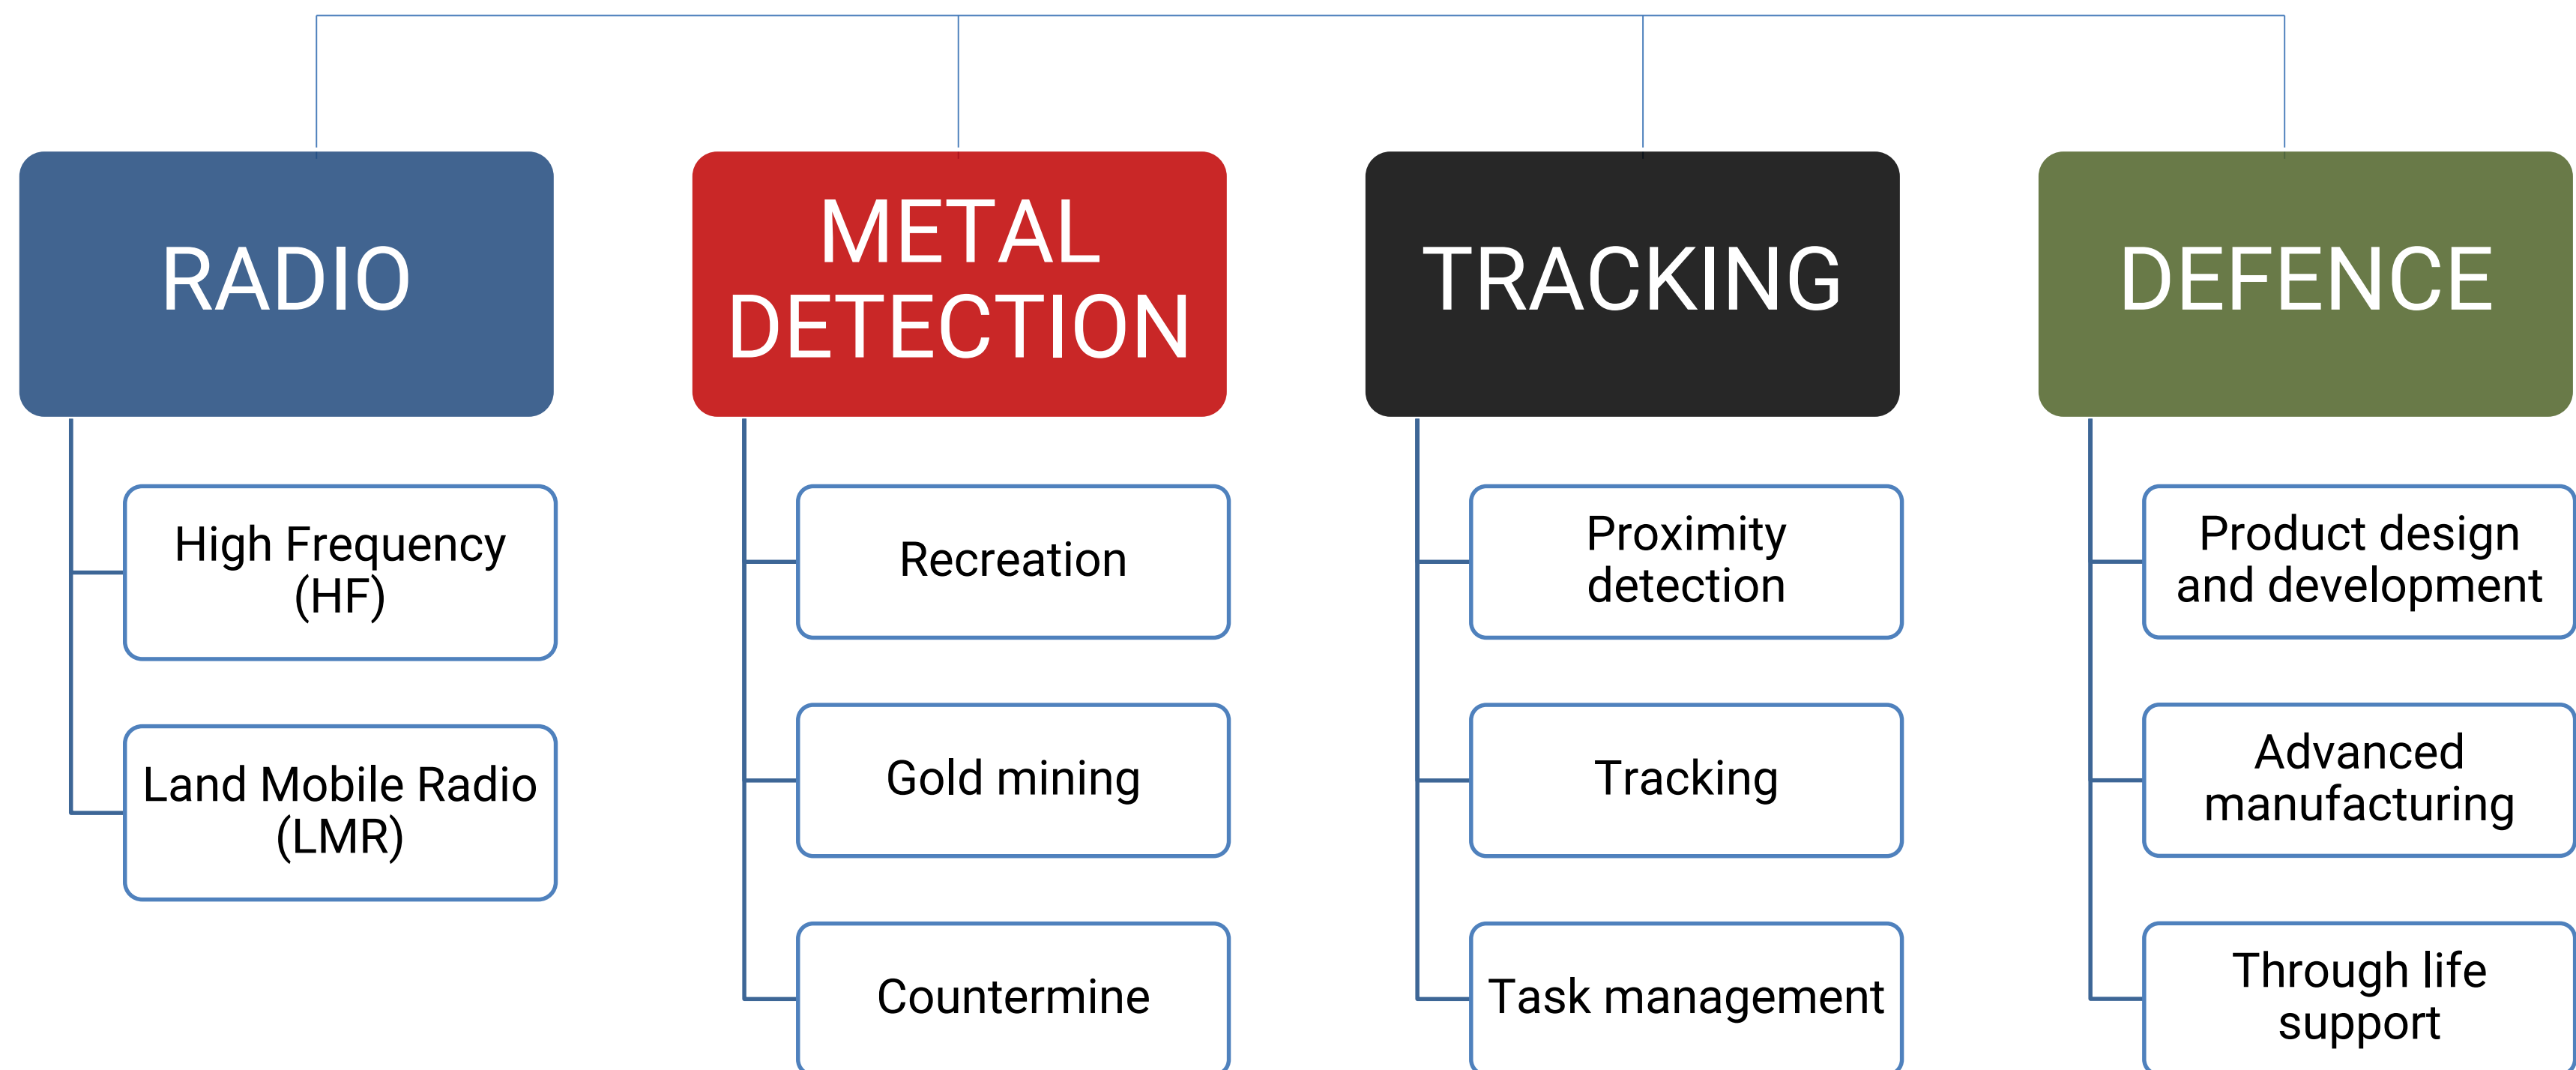 RADIO
High Frequency
(HF)
Land Mobile Radio
(LMR)
METAL
DETECTION
Recreation
Gold mining
Countermine
TRACKING
Proximity
detection
Tracking
Task management
DEFENCE
Product design
and development
Advanced
manufacturing
Through life
support